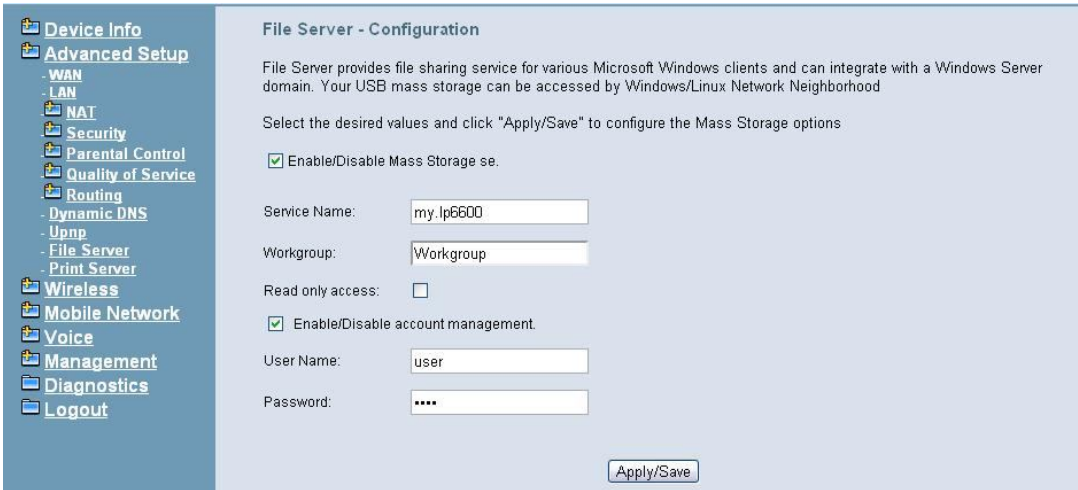 Device Info
Advanced Setup
- WAN
- LAN
NAT
Security
Parental Control
Quality of Service
Routing
- Dynamic DNS
- Upnp
- File Server
- Print Server
Wireless
Mobile Network
Voice
Management
Diagnostics
Logout
File Server - Configuration
File Server provides file sharing service for various Microsoft Windows clients and can integrate with a Windows Server
domain. Your USB mass storage can be accessed by Windows/Linux Network Neighborhood
Select the desired values and click "Apply/Save" to configure the Mass Storage options
Enable/Disable Mass Storage se.
Service Name: my.lp6600
Workgroup: Workgroup
Read only access:
Enable/Disable account management.
User Name: user
Password: ••••
Apply/Save